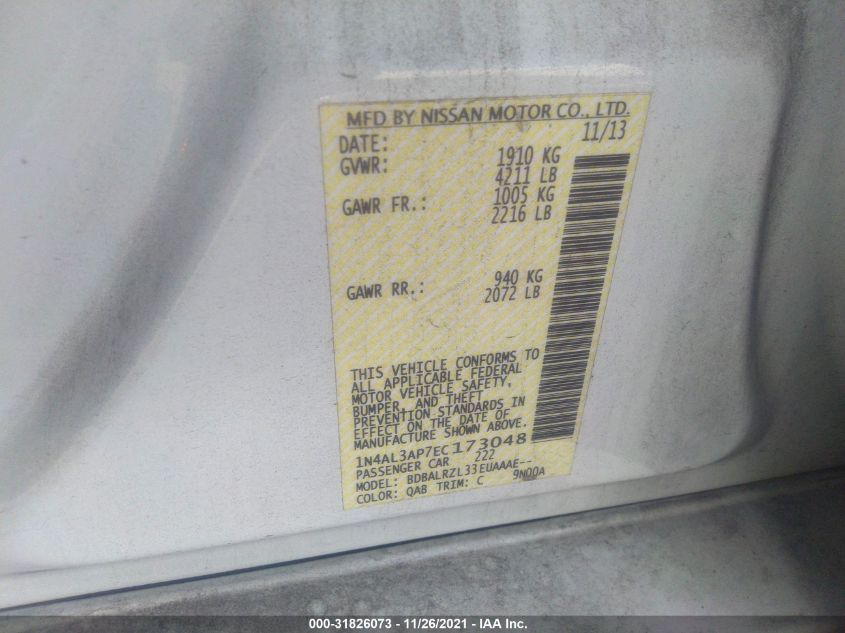 MFD BY NISSAN MOTOR CO., LTD.
DATE: 11/13
GVWR: 1910 KG
4211 LB
GAWR FR.: 1005 KG
2216 LB
GAWR RR.: 940 KG
2072 LB
THIS VEHICLE CONFORMS TO
ALL APPLICABLE FEDERAL
MOTOR VEHICLE SAFETY,
BUMPER, AND THEFT
PREVENTION STANDARDS IN
EFFECT ON THE DATE OF
MANUFACTURE SHOWN ABOVE.
1N4AL3AP7EC173048
PASSENGER CAR 222
MODEL: BDBALRZL33EUAAAE--
COLOR: QAB TRIM: C 9N00A
000-31826073 - 11/26/2021 - IAA Inc.